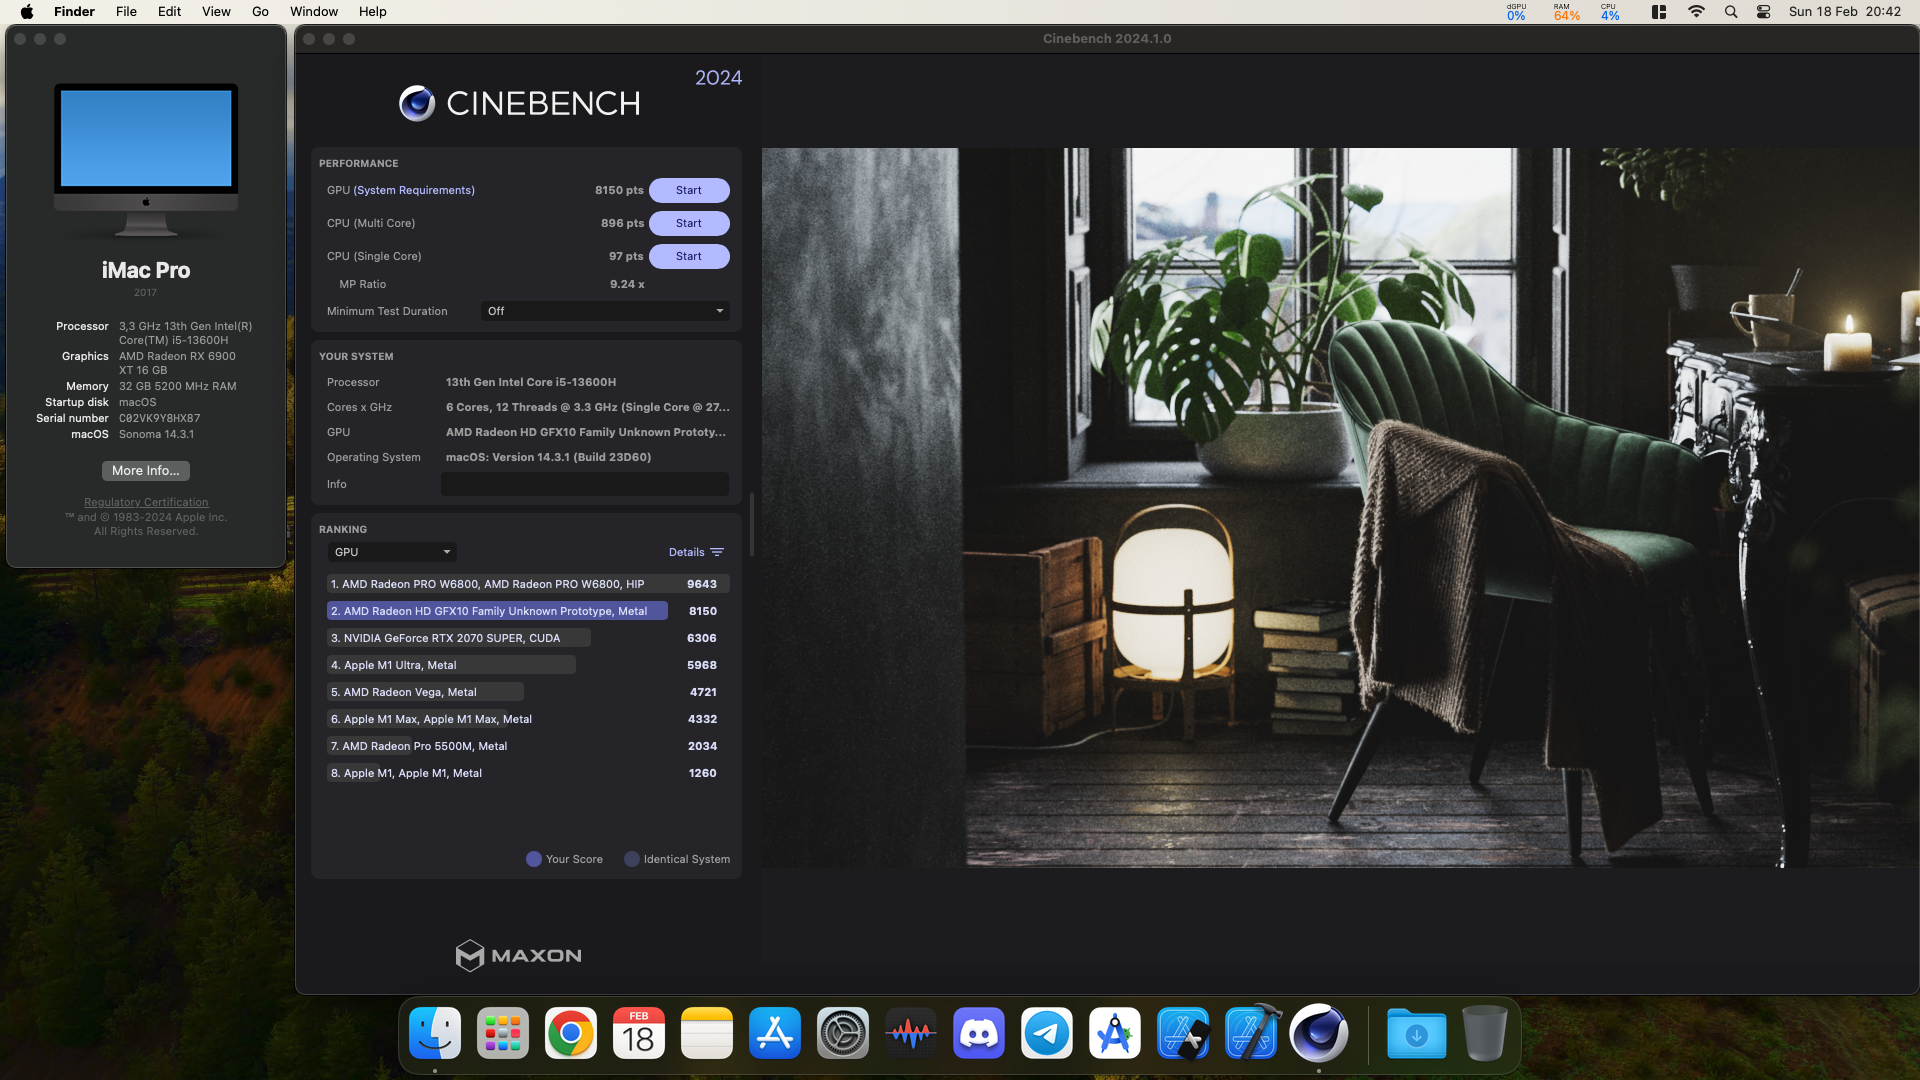 Finder File Edit View Go Window Help
dGPU 0% RAM 64% CPU 4% Sun 18 Feb 20:42
iMac Pro
2017
Processor 3,3 GHz 13th Gen Intel(R)
Core(TM) i5-13600H
Graphics AMD Radeon RX 6900
XT 16 GB
Memory 32 GB 5200 MHz RAM
Startup disk macOS
Serial number C02VK9Y8HX87
macOS Sonoma 14.3.1
More Info...
Regulatory Certification
™ and © 1983-2024 Apple Inc.
All Rights Reserved.
Cinebench 2024.1.0
2024
CINEBENCH
PERFORMANCE
GPU (System Requirements) 8150 pts Start
CPU (Multi Core) 896 pts Start
CPU (Single Core) 97 pts Start
MP Ratio 9.24 x
Minimum Test Duration Off
YOUR SYSTEM
Processor 13th Gen Intel Core i5-13600H
Cores x GHz 6 Cores, 12 Threads @ 3.3 GHz (Single Core @ 27...
GPU AMD Radeon HD GFX10 Family Unknown Prototy...
Operating System macOS: Version 14.3.1 (Build 23D60)
Info
RANKING
GPU Details
1. AMD Radeon PRO W6800, AMD Radeon PRO W6800, HIP 9643
2. AMD Radeon HD GFX10 Family Unknown Prototype, Metal 8150
3. NVIDIA GeForce RTX 2070 SUPER, CUDA 6306
4. Apple M1 Ultra, Metal 5968
5. AMD Radeon Vega, Metal 4721
6. Apple M1 Max, Apple M1 Max, Metal 4332
7. AMD Radeon Pro 5500M, Metal 2034
8. Apple M1, Apple M1, Metal 1260
Your Score Identical System
MAXON
FEB
18